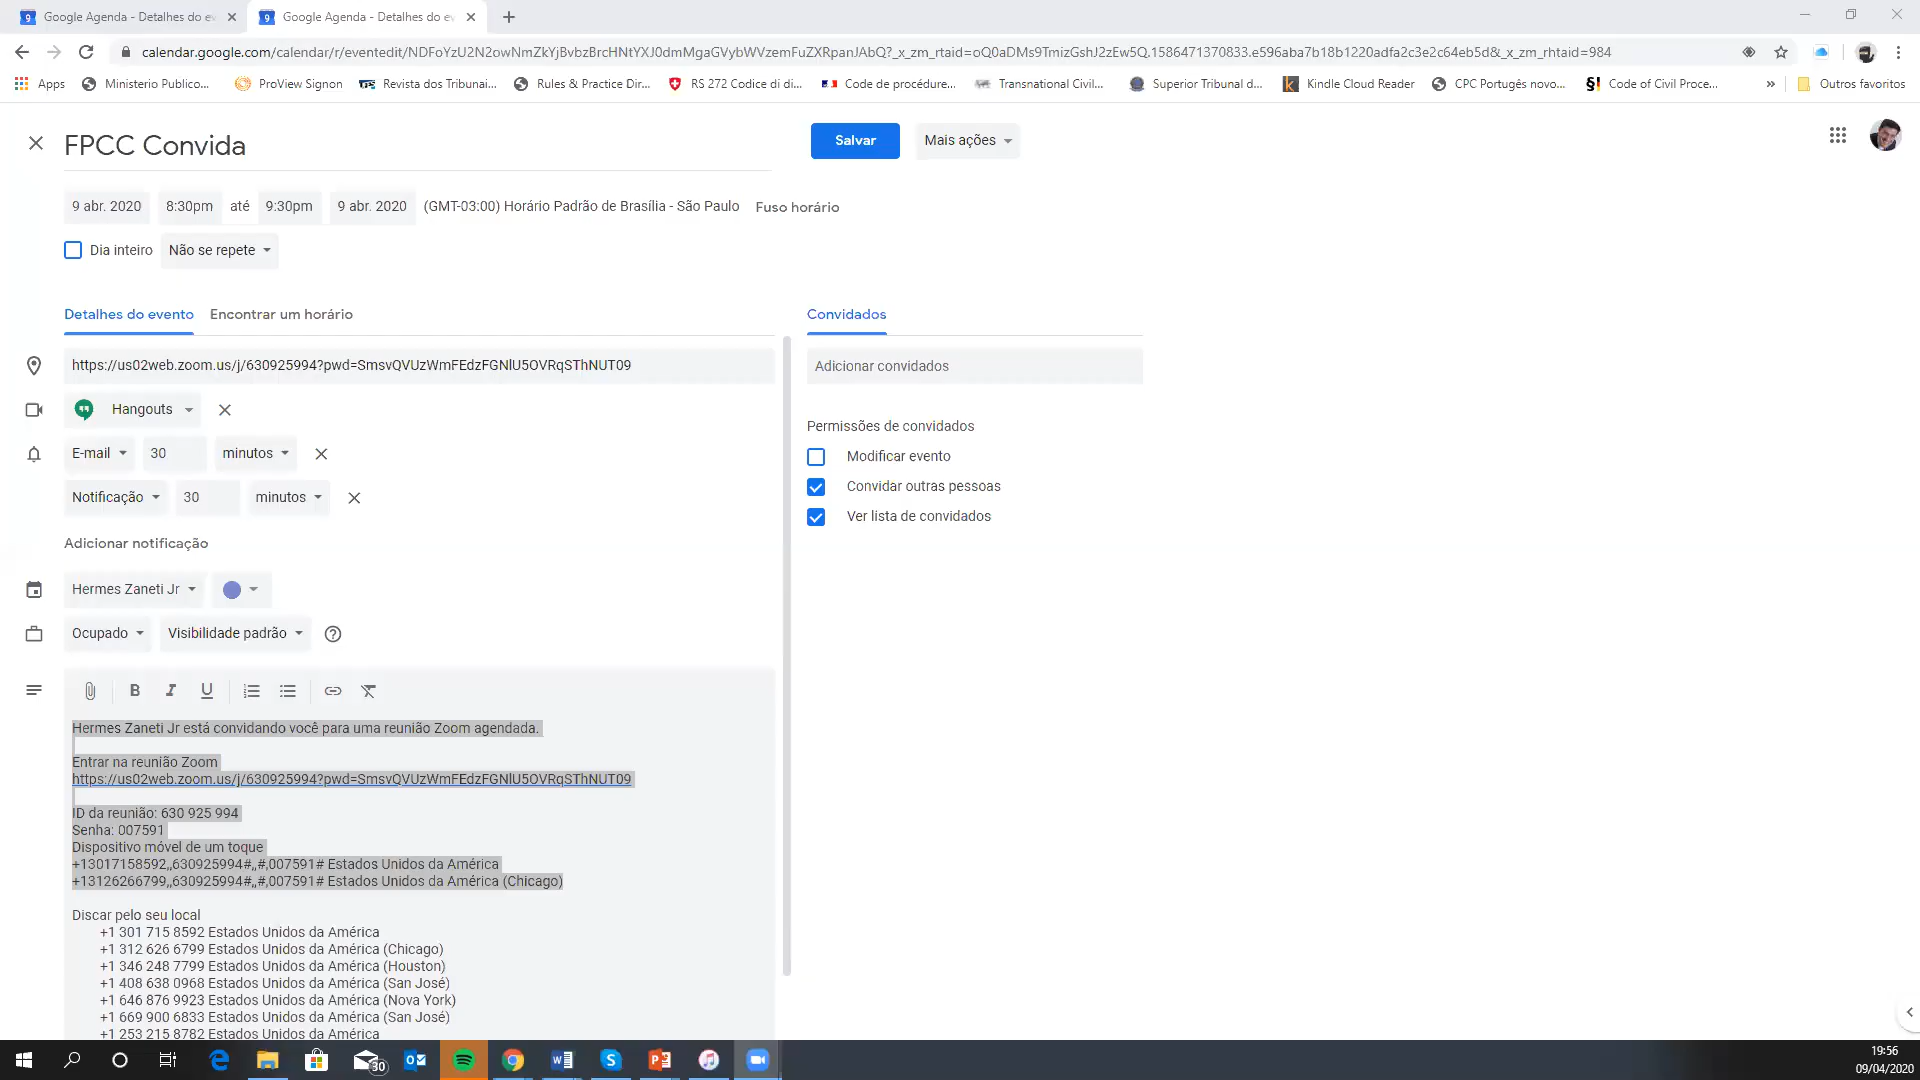 Google Agenda - Detalhes do ev
Google Agenda - Detalhes do ev
calendar.google.com/calendar/r/eventedit/NDFoYzU2N2owNmZkYjBvbzBrcHNtYXJ0dmMgaGVybWVzemFuZXRpanJAbQ?_x_zm_rtaid=oQ0aDMs9TmizGshJ2zEw5Q.1586471370833.e596aba7b18b1220adfa2c3e2c64eb5d&_x_zm_rhtaid=984
Apps Ministerio Publico... ProView Signon Revista dos Tribunai... Rules & Practice Dir... RS 272 Codice di di... Code de procédure... Transnational Civil... Superior Tribunal d... Kindle Cloud Reader CPC Portugês novo... Code of Civil Proce... » Outros favoritos
FPCC Convida
Salvar
Mais ações
9 abr. 2020 8:30pm até 9:30pm 9 abr. 2020 (GMT-03:00) Horário Padrão de Brasília - São Paulo Fuso horário
Dia inteiro Não se repete
Detalhes do evento Encontrar um horário
Convidados
https://us02web.zoom.us/j/630925994?pwd=SmsvQVUzWmFEdzFGNlU5OVRqSThNUT09
Adicionar convidados
Hangouts
Permissões de convidados
E-mail 30 minutos
Modificar evento
Convidar outras pessoas
Notificação 30 minutos
Ver lista de convidados
Adicionar notificação
Hermes Zaneti Jr
Ocupado Visibilidade padrão
B I U
Hermes Zaneti Jr está convidando você para uma reunião Zoom agendada.
Entrar na reunião Zoom
https://us02web.zoom.us/j/630925994?pwd=SmsvQVUzWmFEdzFGNlU5OVRqSThNUT09
ID da reunião: 630 925 994
Senha: 007591
Dispositivo móvel de um toque
+13017158592,,630925994#,,#,007591# Estados Unidos da América
+13126266799,,630925994#,,#,007591# Estados Unidos da América (Chicago)
Discar pelo seu local
+1 301 715 8592 Estados Unidos da América
+1 312 626 6799 Estados Unidos da América (Chicago)
+1 346 248 7799 Estados Unidos da América (Houston)
+1 408 638 0968 Estados Unidos da América (San José)
+1 646 876 9923 Estados Unidos da América (Nova York)
+1 669 900 6833 Estados Unidos da América (San José)
+1 253 215 8782 Estados Unidos da América
30
19:56
09/04/2020